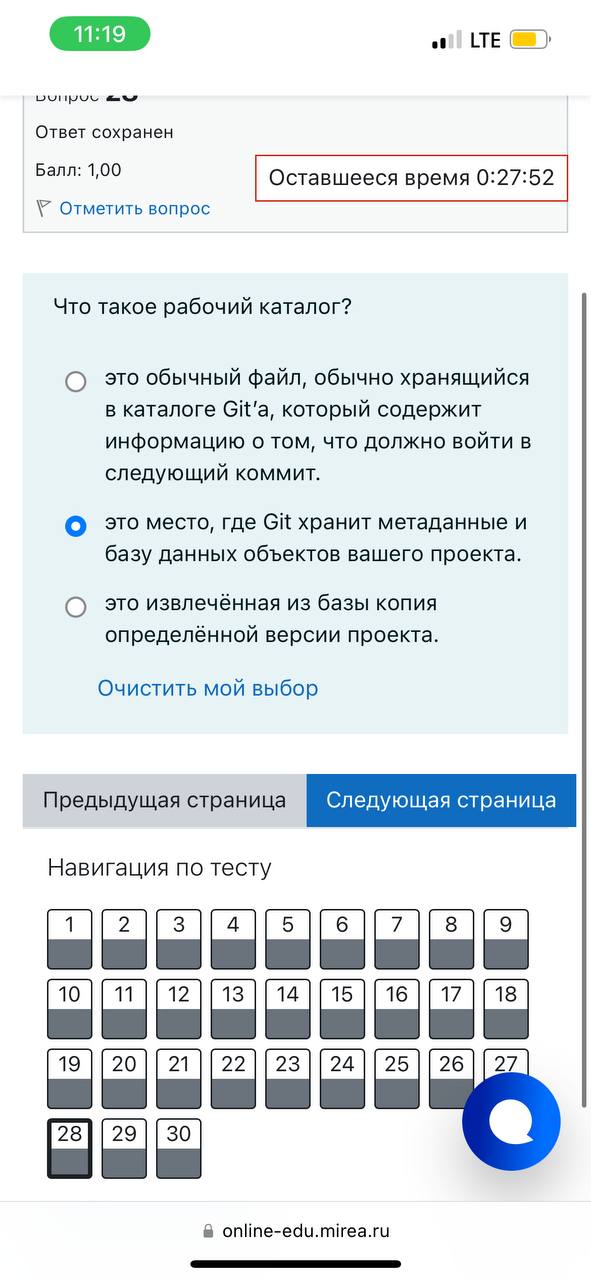 11:19
LTE
Вопрос 28
Ответ сохранен
Балл: 1,00
Оставшееся время 0:27:52
Отметить вопрос
Что такое рабочий каталог?
это обычный файл, обычно хранящийся
в каталоге Git’а, который содержит
информацию о том, что должно войти в
следующий коммит.
это место, где Git хранит метаданные и
базу данных объектов вашего проекта.
это извлечённая из базы копия
определённой версии проекта.
Очистить мой выбор
Предыдущая страница
Следующая страница
Навигация по тесту
1 2 3 4 5 6 7 8 9
10 11 12 13 14 15 16 17 18
19 20 21 22 23 24 25 26 27
28 29 30
online-edu.mirea.ru